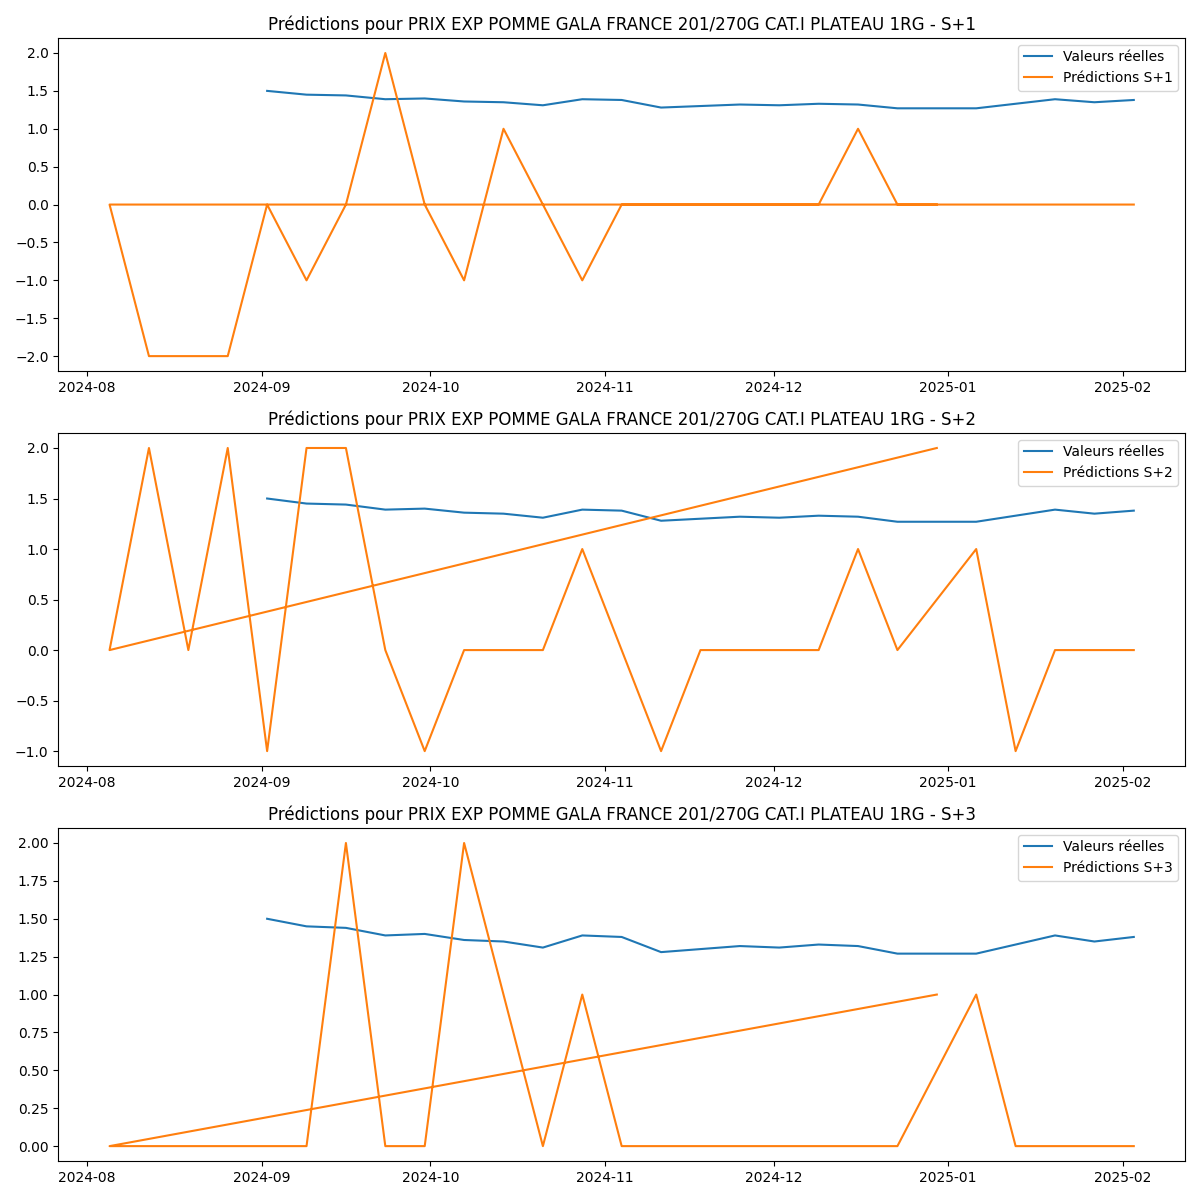 Prédictions pour PRIX EXP POMME GALA FRANCE 201/270G CAT.I PLATEAU 1RG - S+1
Valeurs réelles
Prédictions S+1
2.0
1.5
1.0
0.5
0.0
−0.5
−1.0
−1.5
−2.0
2024-08 2024-09 2024-10 2024-11 2024-12 2025-01 2025-02
Prédictions pour PRIX EXP POMME GALA FRANCE 201/270G CAT.I PLATEAU 1RG - S+2
Valeurs réelles
Prédictions S+2
2.0
1.5
1.0
0.5
0.0
−0.5
−1.0
2024-08 2024-09 2024-10 2024-11 2024-12 2025-01 2025-02
Prédictions pour PRIX EXP POMME GALA FRANCE 201/270G CAT.I PLATEAU 1RG - S+3
Valeurs réelles
Prédictions S+3
2.00
1.75
1.50
1.25
1.00
0.75
0.50
0.25
0.00
2024-08 2024-09 2024-10 2024-11 2024-12 2025-01 2025-02